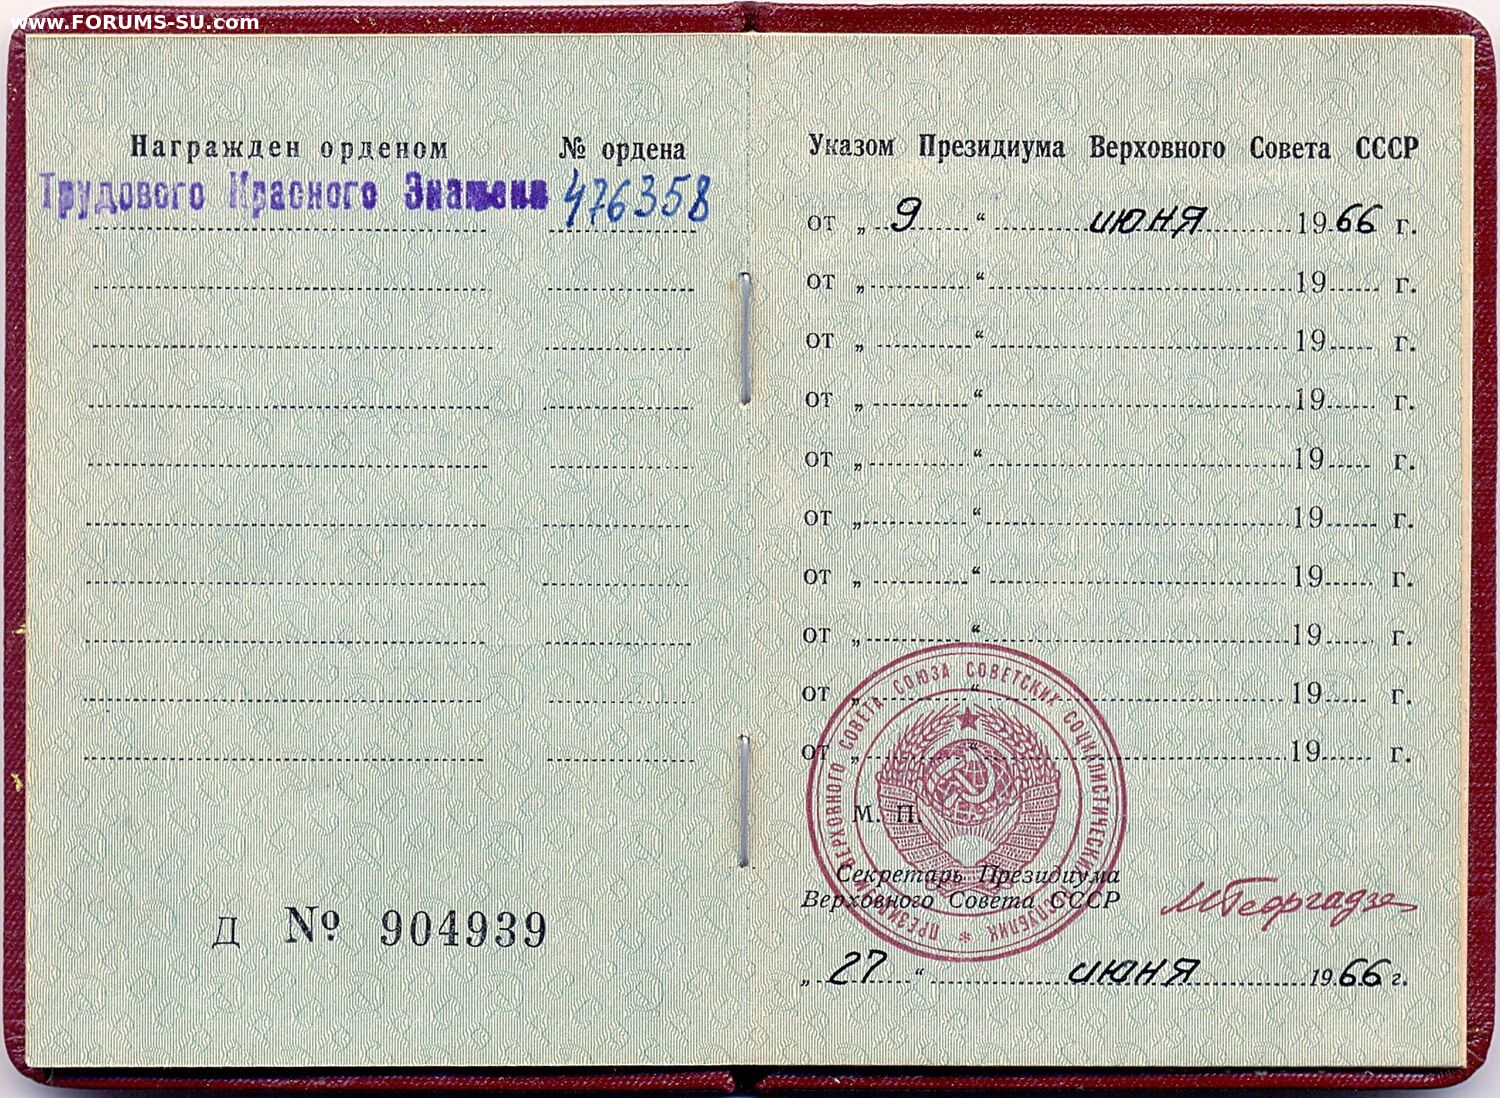 www.FORUMS-SU.com
Награжден орденом № ордена
Трудового Красного Знамени 476358
Д № 904939
Указом Президиума Верховного Совета СССР
от „ 9 “ июня 1966 г.
от „ “ 19 г.
от „ “ 19 г.
от „ “ 19 г.
от „ “ 19 г.
от „ “ 19 г.
от „ “ 19 г.
от „ “ 19 г.
от „ “ 19 г.
от „ “ 19 г.
ПРЕЗИДИУМ ВЕРХОВНОГО СОВЕТА СОЮЗА СОВЕТСКИХ СОЦИАЛИСТИЧЕСКИХ РЕСПУБЛИК *
М. П.
Секретарь Президиума
Верховного Совета СССР МГеоргадзе
„ 27 “ июня 1966 г.